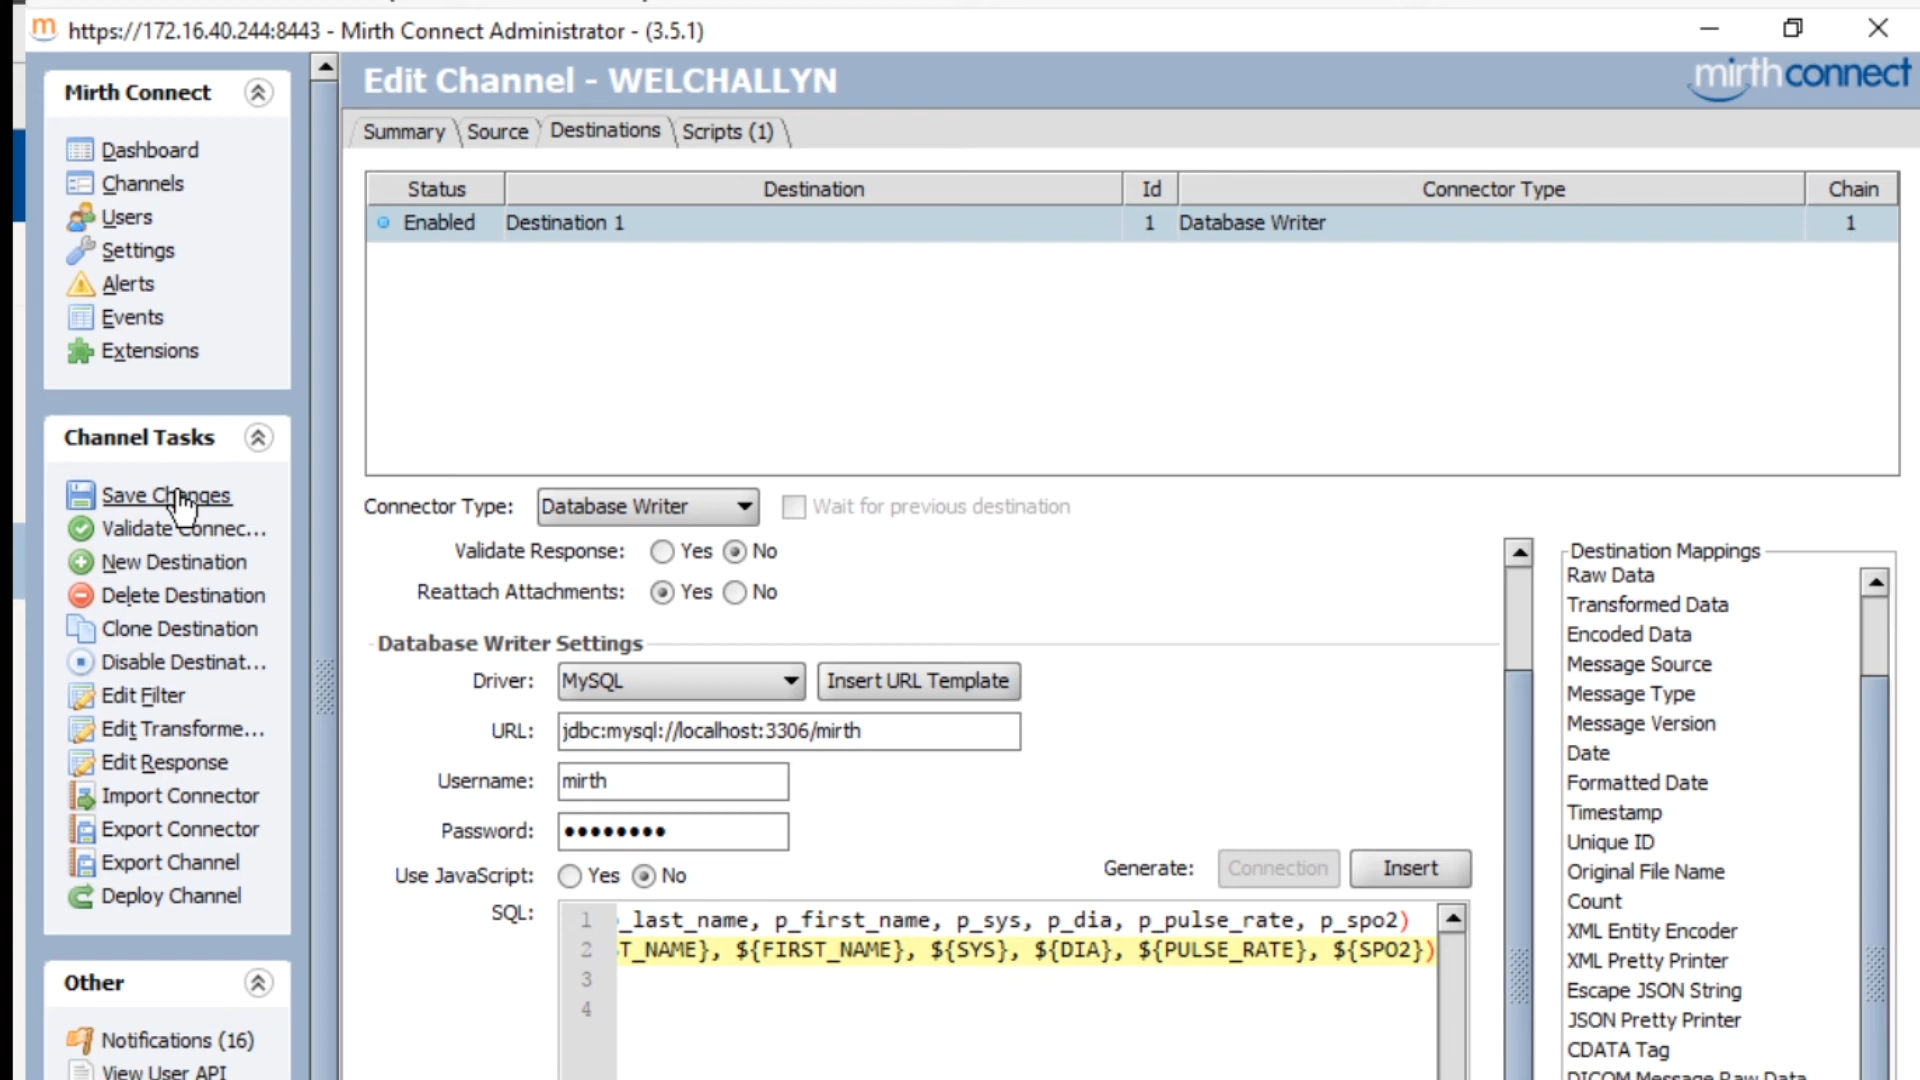 https://172.16.40.244:8443 - Mirth Connect Administrator - (3.5.1)
Mirth Connect
Dashboard
Channels
Users
Settings
Alerts
Events
Extensions
Channel Tasks
Save Changes
Validate Connec...
New Destination
Delete Destination
Clone Destination
Disable Destinat...
Edit Filter
Edit Transforme...
Edit Response
Import Connector
Export Connector
Export Channel
Deploy Channel
Other
Notifications (16)
View User API
Edit Channel - WELCHALLYN
mirthconnect
Summary Source Destinations Scripts (1)
Status Destination Id Connector Type Chain
Enabled Destination 1 1 Database Writer 1
Connector Type: Database Writer Wait for previous destination
Validate Response: Yes No
Reattach Attachments: Yes No
Database Writer Settings
Driver: MySQL Insert URL Template
URL: jdbc:mysql://localhost:3306/mirth
Username: mirth
Password: ●●●●●●●●
Use JavaScript: Yes No Generate: Connection Insert
SQL:
1 _last_name, p_first_name, p_sys, p_dia, p_pulse_rate, p_spo2)
2 T_NAME}, ${FIRST_NAME}, ${SYS}, ${DIA}, ${PULSE_RATE}, ${SPO2})
3
4
Destination Mappings
Raw Data
Transformed Data
Encoded Data
Message Source
Message Type
Message Version
Date
Formatted Date
Timestamp
Unique ID
Original File Name
Count
XML Entity Encoder
XML Pretty Printer
Escape JSON String
JSON Pretty Printer
CDATA Tag
DICOM Message Raw Data